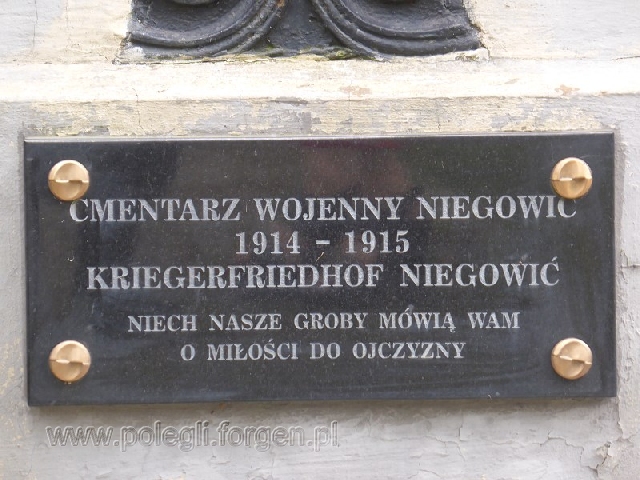 CMENTARZ WOJENNY NIEGOWIĆ
1914 – 1915
KRIEGERFRIEDHOF NIEGOWIĆ
NIECH NASZE GROBY MÓWIĄ WAM
O MIŁOŚCI DO OJCZYZNY
www.polegli.forgen.pl